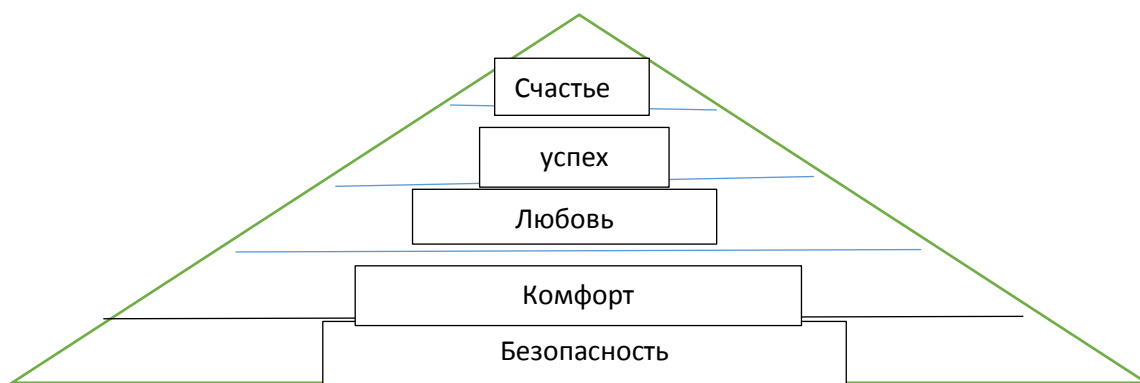 Счастье
успех
Любовь
Комфорт
Безопасность